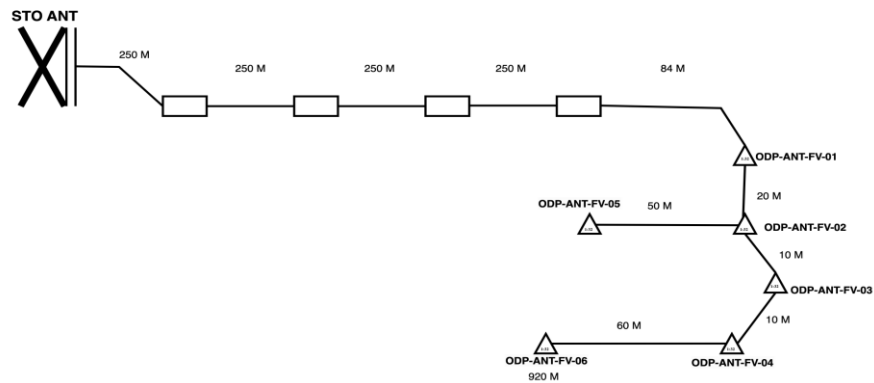 STO ANT
250 M
250 M
250 M
250 M
84 M
ODP-ANT-FV-01
20 M
ODP-ANT-FV-05
50 M
ODP-ANT-FV-02
10 M
ODP-ANT-FV-03
10 M
60 M
ODP-ANT-FV-06
ODP-ANT-FV-04
920 M